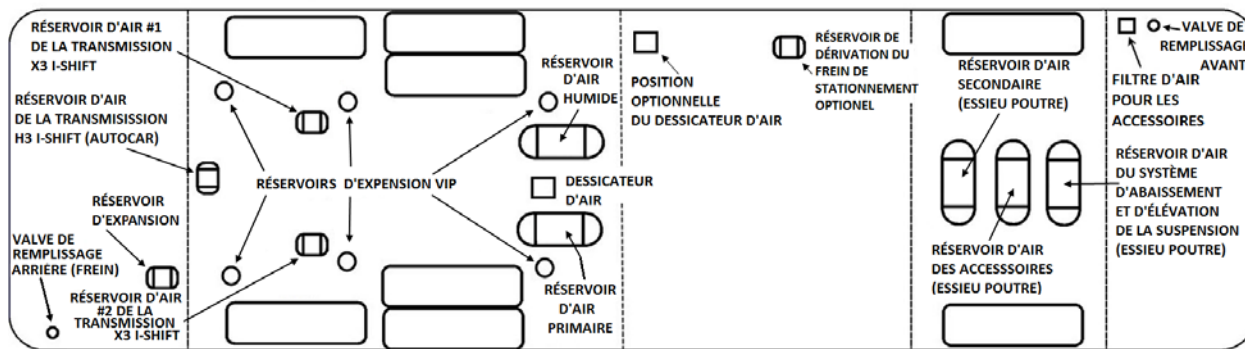 RÉSERVOIR D'AIR #1
DE LA TRANSMISSION
X3 I-SHIFT
RÉSERVOIR D'AIR
DE LA TRANSMISISSION
H3 I-SHIFT (AUTOCAR)
RÉSERVOIR
D'EXPANSION
VALVE DE
REMPLISSAGE
ARRIÈRE (FREIN)
RÉSERVOIR D'AIR
#2 DE LA
TRANSMISSION
X3 I-SHIFT
RÉSERVOIRS D'EXPENSION VIP
RÉSERVOIR
D'AIR
HUMIDE
DESSICATEUR
D'AIR
RÉSERVOIR
D'AIR
PRIMAIRE
POSITION
OPTIONNELLE
DU DESSICATEUR D'AIR
RÉSERVOIR DE
DÉRIVATION DU
FREIN DE
STATIONNEMENT
OPTIONEL
RÉSERVOIR D'AIR
SECONDAIRE
(ESSIEU POUTRE)
RÉSERVOIR D'AIR
DES ACCESSSOIRES
(ESSIEU POUTRE)
VALVE DE
REMPLISSAGE
AVANT
FILTRE D'AIR
POUR LES
ACCESSOIRES
RÉSERVOIR D'AIR
DU SYSTÈME
D'ABAISSEMENT
ET D'ÉLÉVATION
DE LA SUSPENSION
(ESSIEU POUTRE)